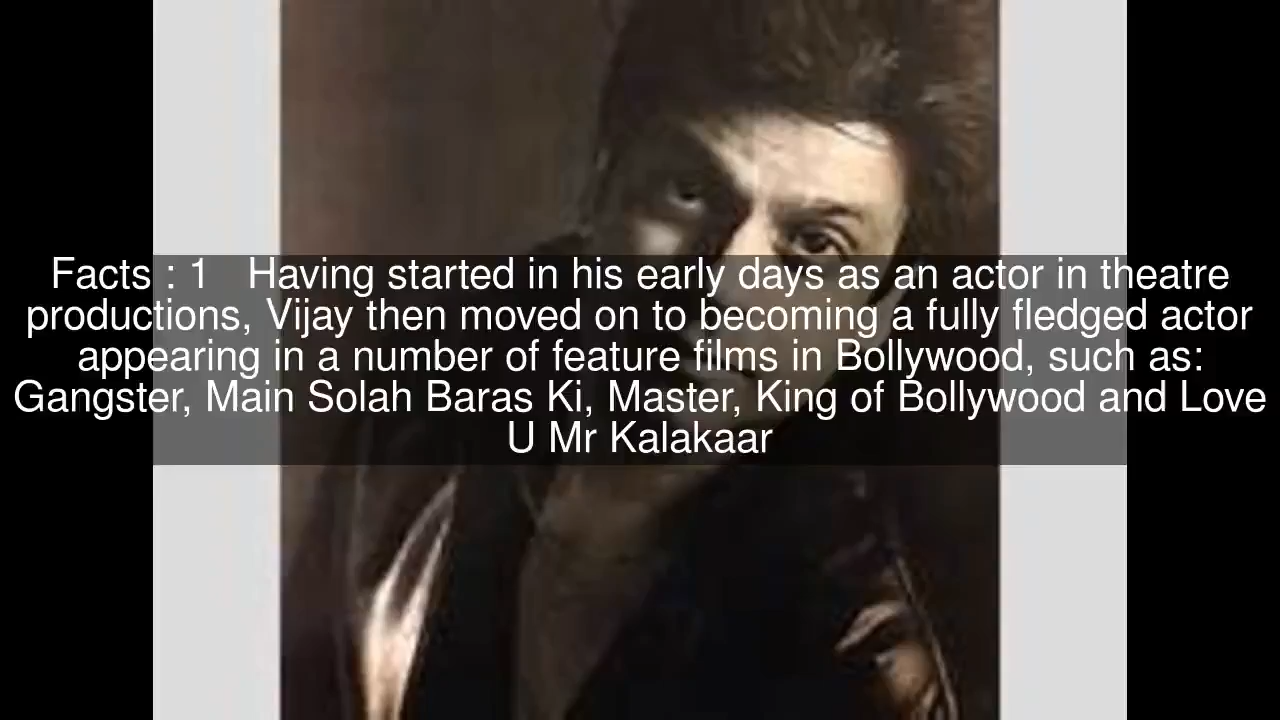 Facts : 1   Having started in his early days as an actor in theatre
productions, Vijay then moved on to becoming a fully fledged actor
appearing in a number of feature films in Bollywood, such as:
Gangster, Main Solah Baras Ki, Master, King of Bollywood and Love
U Mr Kalakaar